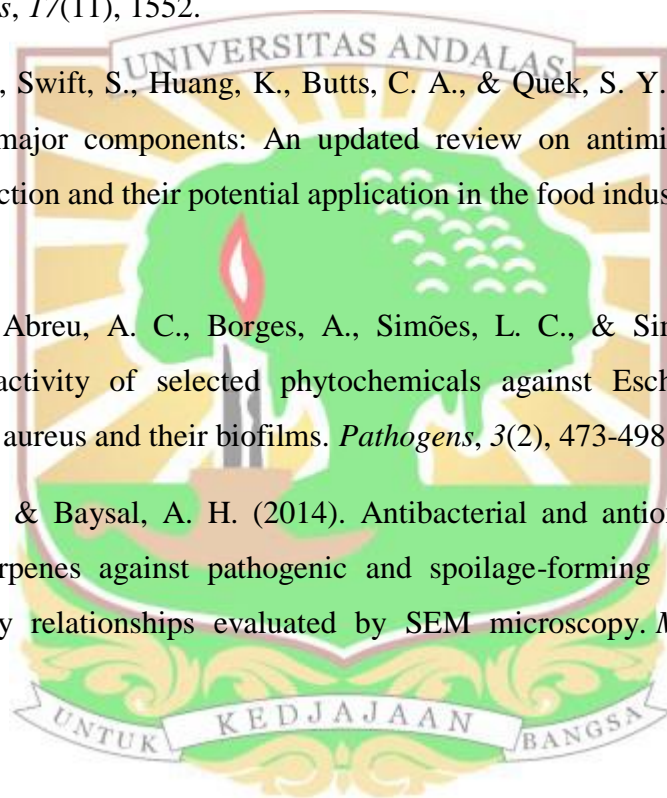 s, 17(11), 1552.
UNIVERSITAS ANDALAS
, Swift, S., Huang, K., Butts, C. A., & Quek, S. Y.
major components: An updated review on antimi
ction and their potential application in the food indus
Abreu, A. C., Borges, A., Simões, L. C., & Sim
activity of selected phytochemicals against Esch
aureus and their biofilms. Pathogens, 3(2), 473-498
& Baysal, A. H. (2014). Antibacterial and antiox
rpenes against pathogenic and spoilage-forming
y relationships evaluated by SEM microscopy. M
UNTUK KEDJAJAAN BANGSA